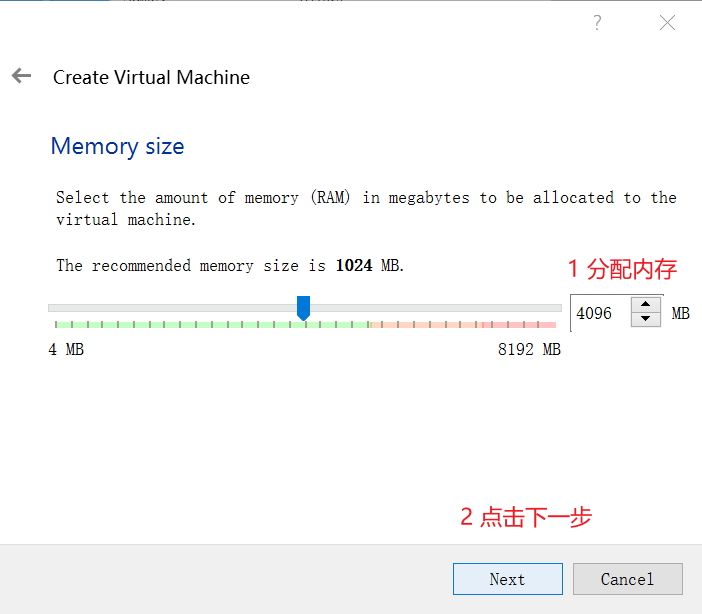 ?
Create Virtual Machine
Memory size
Select the amount of memory (RAM) in megabytes to be allocated to the
virtual machine.
The recommended memory size is 1024 MB.
1 分配内存
4096 MB
4 MB 8192 MB
2 点击下一步
Next Cancel